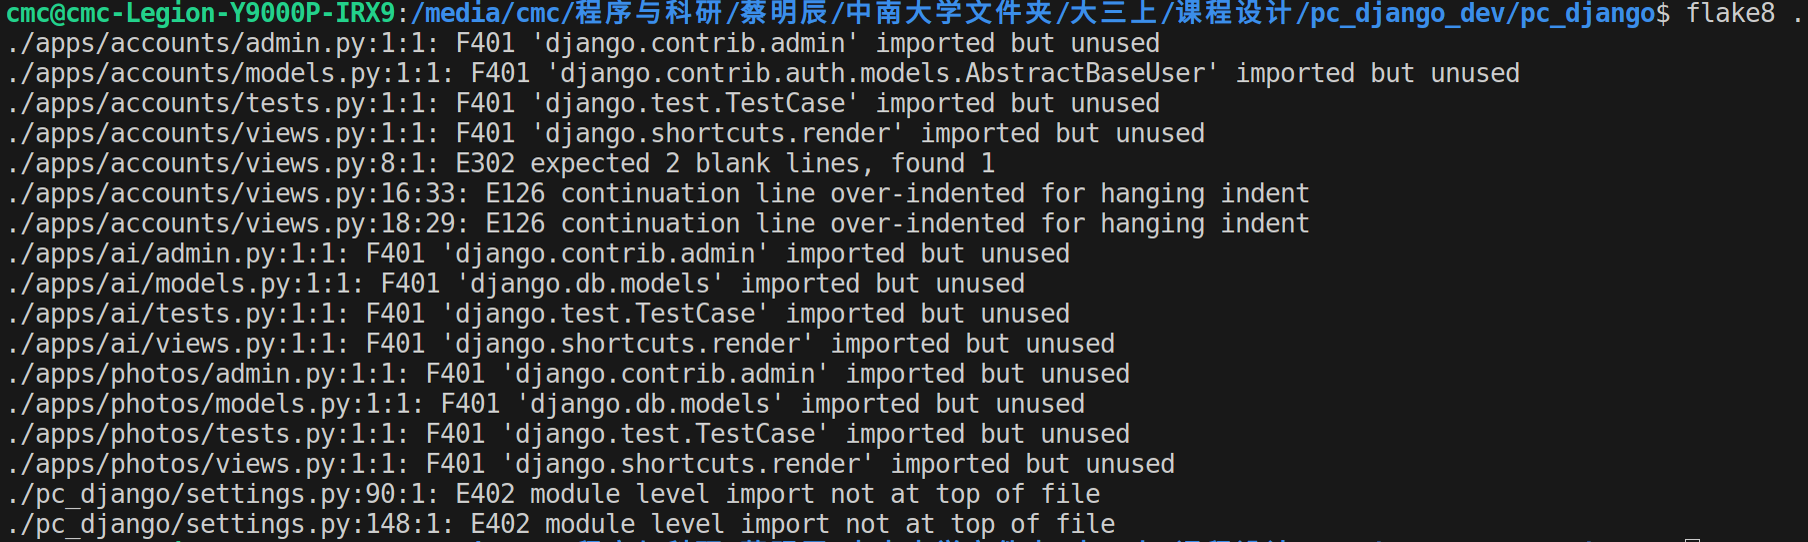 cmc@cmc-Legion-Y9000P-IRX9:/media/cmc/程序与科研/蔡明辰/中南大学文件夹/大三上/课程设计/pc_django_dev/pc_django$ flake8 .
./apps/accounts/admin.py:1:1: F401 'django.contrib.admin' imported but unused
./apps/accounts/models.py:1:1: F401 'django.contrib.auth.models.AbstractBaseUser' imported but unused
./apps/accounts/tests.py:1:1: F401 'django.test.TestCase' imported but unused
./apps/accounts/views.py:1:1: F401 'django.shortcuts.render' imported but unused
./apps/accounts/views.py:8:1: E302 expected 2 blank lines, found 1
./apps/accounts/views.py:16:33: E126 continuation line over-indented for hanging indent
./apps/accounts/views.py:18:29: E126 continuation line over-indented for hanging indent
./apps/ai/admin.py:1:1: F401 'django.contrib.admin' imported but unused
./apps/ai/models.py:1:1: F401 'django.db.models' imported but unused
./apps/ai/tests.py:1:1: F401 'django.test.TestCase' imported but unused
./apps/ai/views.py:1:1: F401 'django.shortcuts.render' imported but unused
./apps/photos/admin.py:1:1: F401 'django.contrib.admin' imported but unused
./apps/photos/models.py:1:1: F401 'django.db.models' imported but unused
./apps/photos/tests.py:1:1: F401 'django.test.TestCase' imported but unused
./apps/photos/views.py:1:1: F401 'django.shortcuts.render' imported but unused
./pc_django/settings.py:90:1: E402 module level import not at top of file
./pc_django/settings.py:148:1: E402 module level import not at top of file